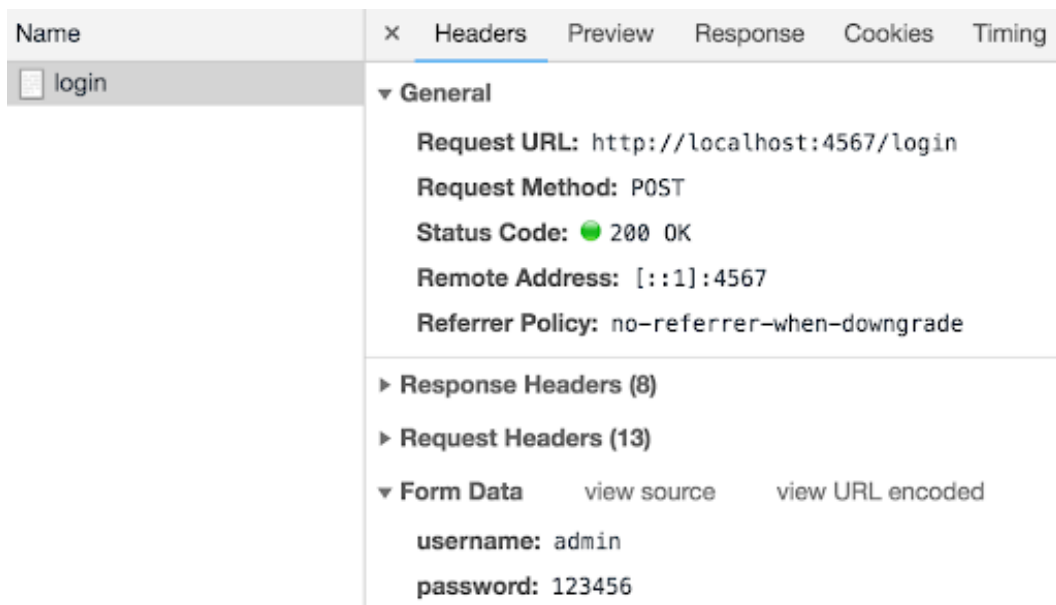 Name
× Headers Preview Response Cookies Timing
login
▼ General
Request URL: http://localhost:4567/login
Request Method: POST
Status Code: 200 OK
Remote Address: [::1]:4567
Referrer Policy: no-referrer-when-downgrade
▶ Response Headers (8)
▶ Request Headers (13)
▼ Form Data view source view URL encoded
username: admin
password: 123456